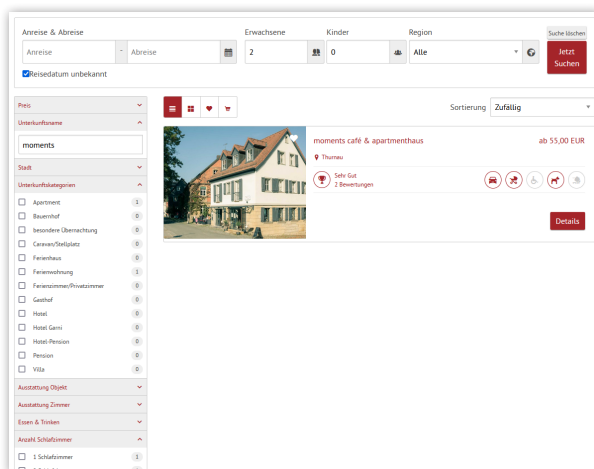 Anreise & Abreise
Erwachsene
Kinder
Region
Suche löschen
Anreise
-
Abreise
2
0
Alle
Jetzt
Suchen
Reisedatum unbekannt
Preis
Unterkunftsname
moments
Stadt
Unterkunftskategorien
Apartment 1
Bauernhof 0
besondere Übernachtung 0
Caravan/Stellplatz 0
Ferienhaus 0
Ferienwohnung 1
Ferienzimmer/Privatzimmer 0
Gasthof 0
Hotel 0
Hotel Garni 0
Hotel-Pension 0
Pension 0
Villa 0
Ausstattung Objekt
Ausstattung Zimmer
Essen & Trinken
Anzahl Schlafzimmer
1 Schlafzimmer 1
Sortierung
Zufällig
moments café & apartmenthaus
ab 55,00 EUR
Thurnau
Sehr Gut
2 Bewertungen
Details